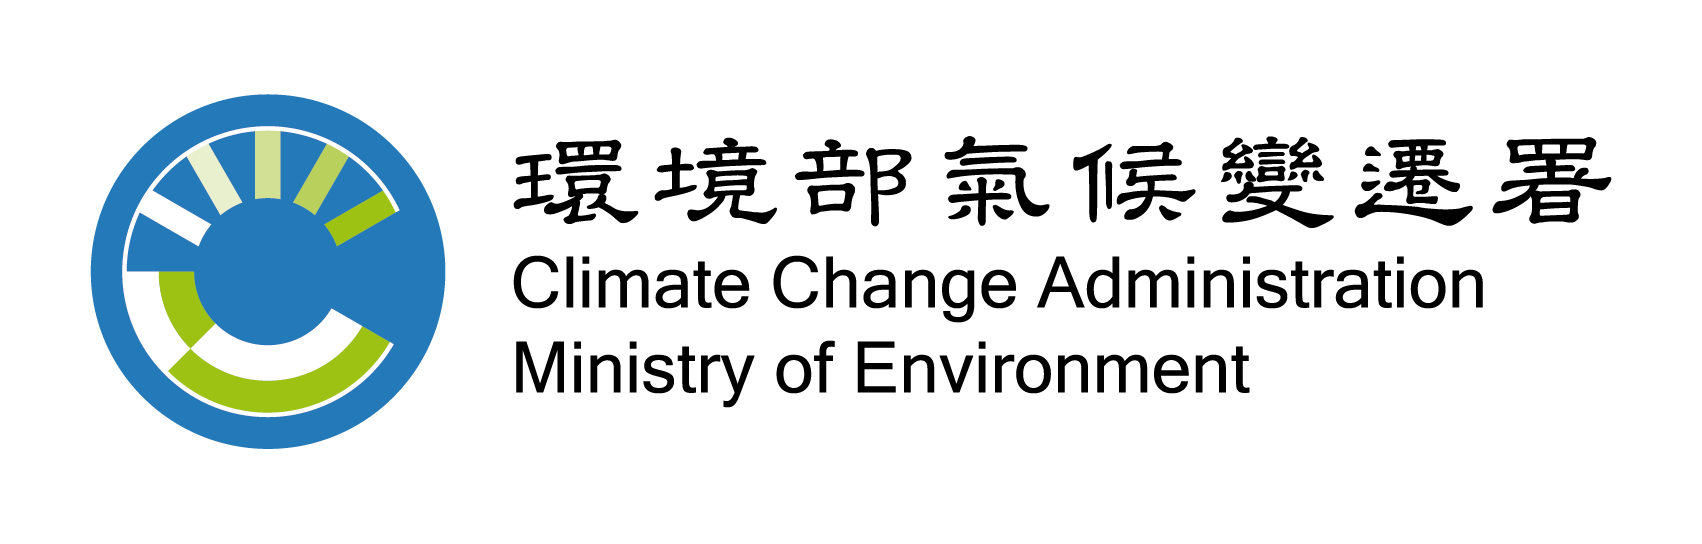 環境部氣候變遷署
Climate Change Administration
Ministry of Environment